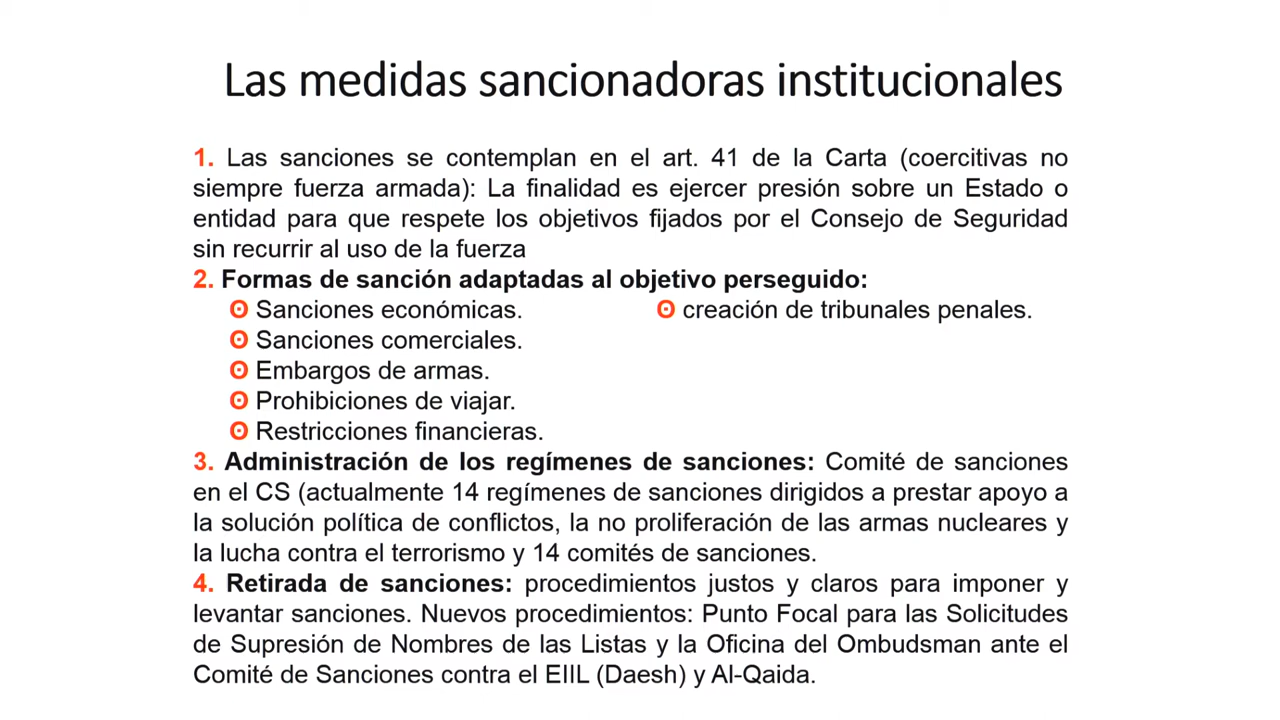 Las medidas sancionadoras institucionales
1. Las sanciones se contemplan en el art. 41 de la Carta (coercitivas no
siempre fuerza armada): La finalidad es ejercer presión sobre un Estado o
entidad para que respete los objetivos fijados por el Consejo de Seguridad
sin recurrir al uso de la fuerza
2. Formas de sanción adaptadas al objetivo perseguido:
ʘ Sanciones económicas. ʘ creación de tribunales penales.
ʘ Sanciones comerciales.
ʘ Embargos de armas.
ʘ Prohibiciones de viajar.
ʘ Restricciones financieras.
3. Administración de los regímenes de sanciones: Comité de sanciones
en el CS (actualmente 14 regímenes de sanciones dirigidos a prestar apoyo a
la solución política de conflictos, la no proliferación de las armas nucleares y
la lucha contra el terrorismo y 14 comités de sanciones.
4. Retirada de sanciones: procedimientos justos y claros para imponer y
levantar sanciones. Nuevos procedimientos: Punto Focal para las Solicitudes
de Supresión de Nombres de las Listas y la Oficina del Ombudsman ante el
Comité de Sanciones contra el EIIL (Daesh) y Al-Qaida.